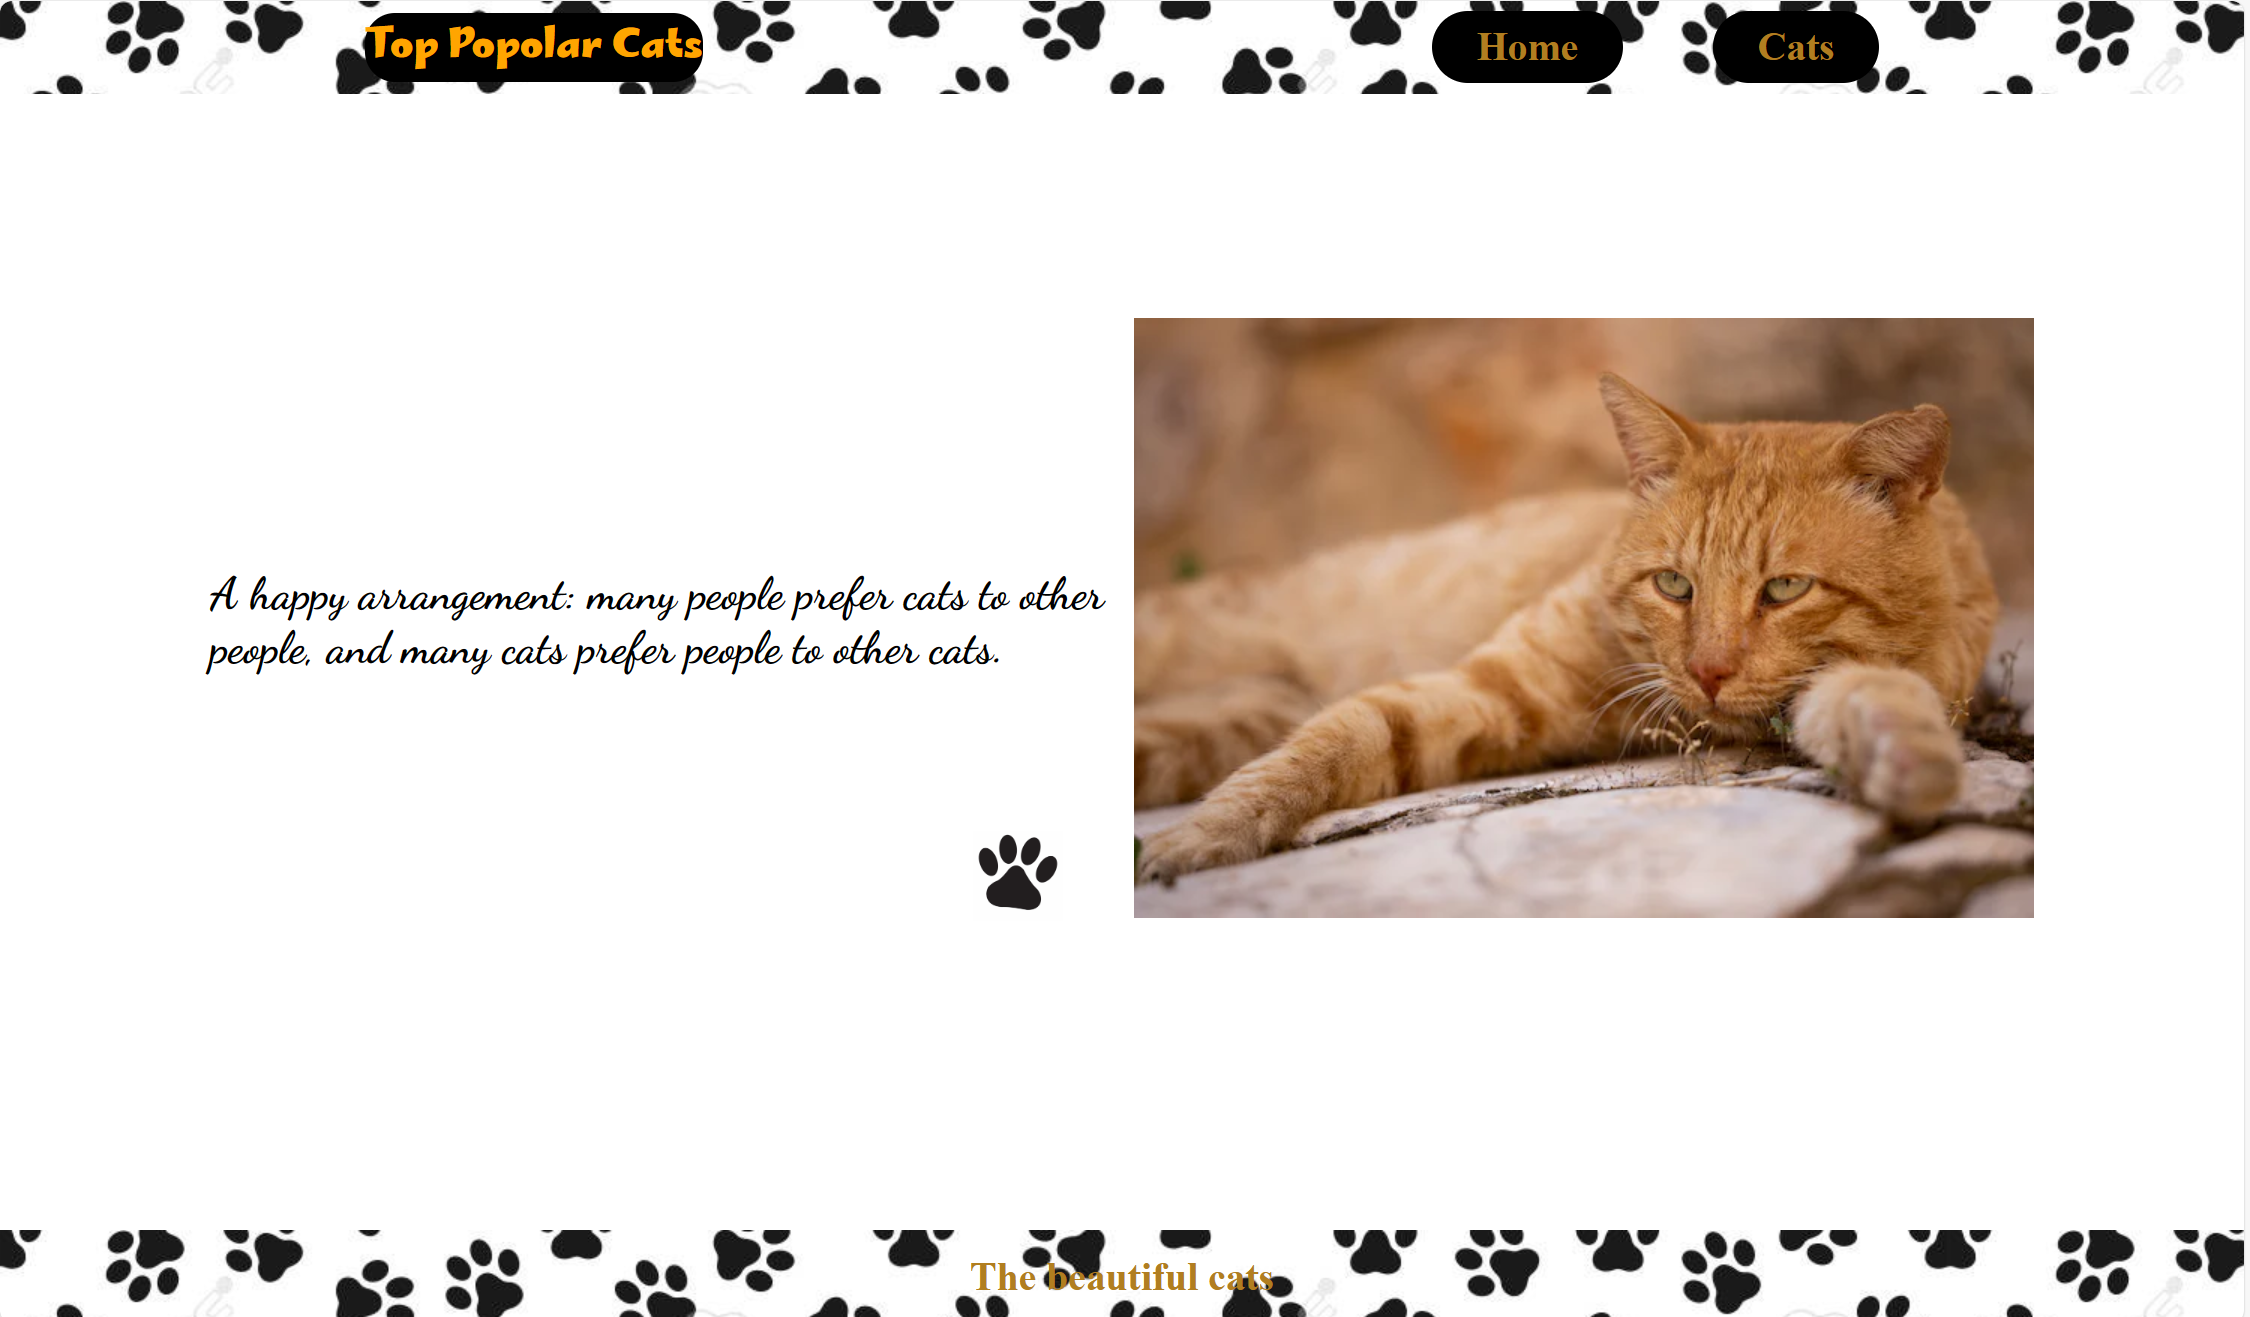 Top Popolar Cats
Home
Cats
A happy arrangement: many people prefer cats to other
people, and many cats prefer people to other cats.
The beautiful cats